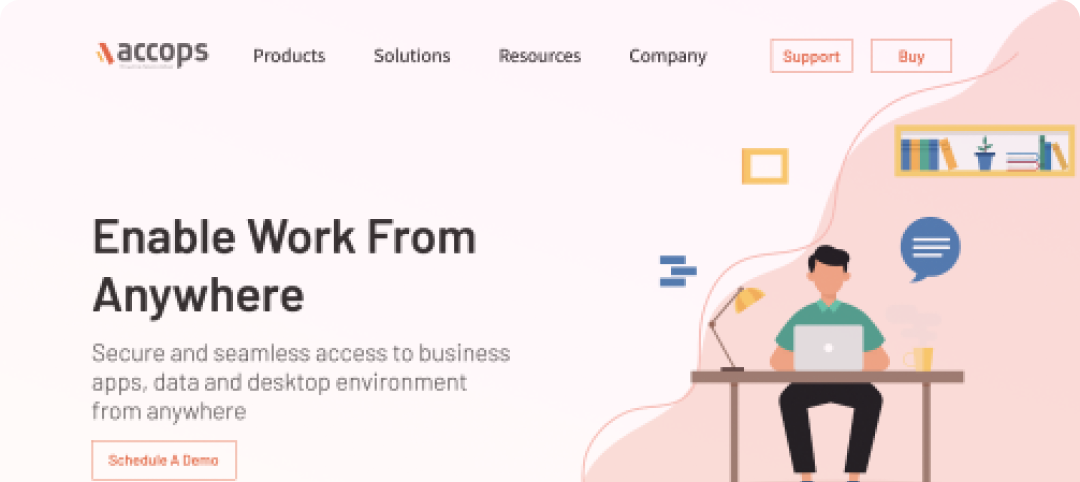 accops
Products
Solutions
Resources
Company
Support
Buy
Enable Work From
Anywhere
Secure and seamless access to business
apps, data and desktop environment
from anywhere
Schedule A Demo